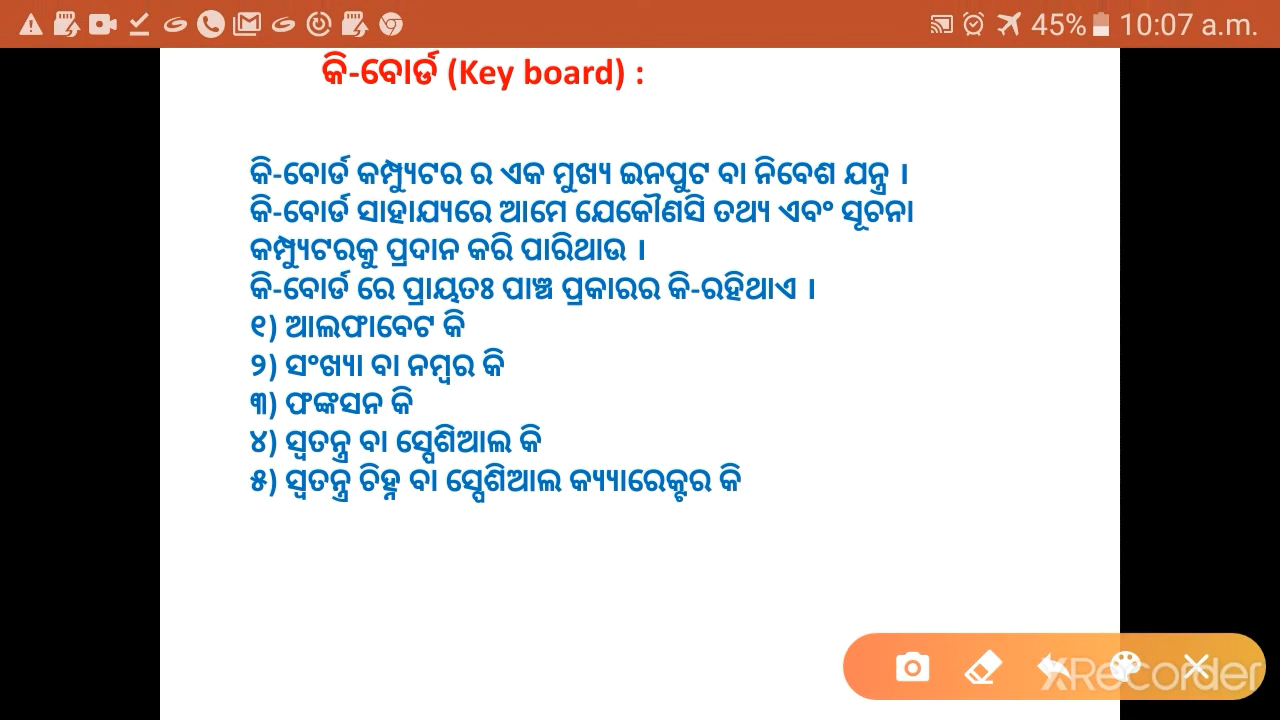 45% 10:07 a.m.
କି-ବୋର୍ଡ (Key board) :
କି-ବୋର୍ଡ କମ୍ପ୍ୟୁଟର ର ଏକ ମୁଖ୍ୟ ଇନପୁଟ ବା ନିବେଶ ଯନ୍ତ୍ର ।
କି-ବୋର୍ଡ ସାହାଯ୍ୟରେ ଆମେ ଯେକୌଣସି ତଥ୍ୟ ଏବଂ ସୂଚନା
କମ୍ପ୍ୟୁଟରକୁ ପ୍ରଦାନ କରି ପାରିଥାଉ ।
କି-ବୋର୍ଡ ରେ ପ୍ରାୟତଃ ପାଞ୍ଚ ପ୍ରକାରର କି-ରହିଥାଏ ।
୧) ଆଲଫାବେଟ କି
୨) ସଂଖ୍ୟା ବା ନମ୍ବର କି
୩) ଫଙ୍କସନ କି
୪) ସ୍ୱତନ୍ତ୍ର ବା ସ୍ପେଶିଆଲ କି
୫) ସ୍ୱତନ୍ତ୍ର ଚିହ୍ନ ବା ସ୍ପେଶିଆଲ କ୍ୟ୍ୟାରେକ୍ଟର କି
XRecorder